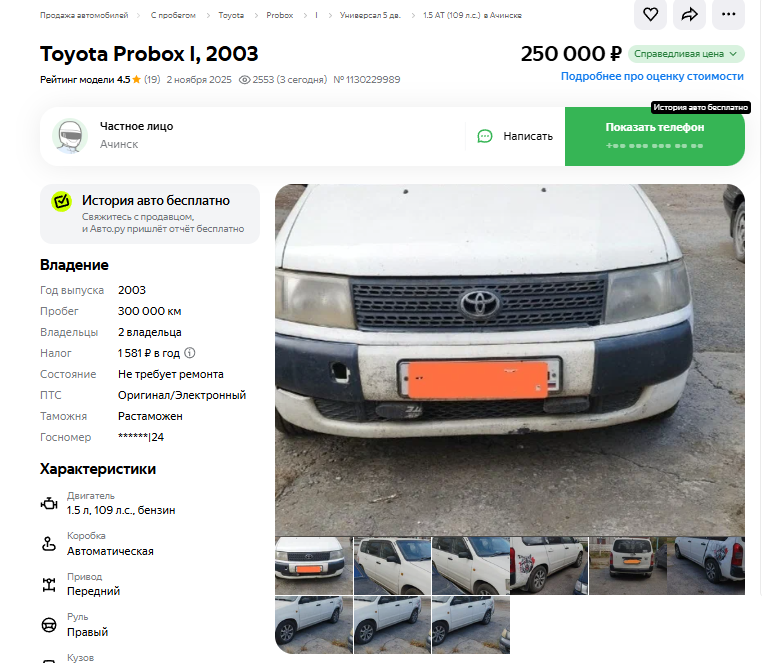 Продажа автомобилей > С пробегом > Toyota > Probox > I > Универсал 5 дв. > 1.5 AT (109 л.с.) в Ачинске
Toyota Probox I, 2003
250 000 ₽ Справедливая цена
Рейтинг модели 4.5 ★ (19) 2 ноября 2025 2553 (3 сегодня) № 1130229989
Подробнее про оценку стоимости
История авто бесплатно
Частное лицо
Ачинск
Написать
Показать телефон
История авто бесплатно
Свяжитесь с продавцом,
и Авто.ру пришлёт отчёт бесплатно
Владение
Год выпуска 2003
Пробег 300 000 км
Владельцы 2 владельца
Налог 1 581 ₽ в год
Состояние Не требует ремонта
ПТС Оригинал/Электронный
Таможня Растаможен
Госномер ******|24
Характеристики
Двигатель
1.5 л, 109 л.с., бензин
Коробка
Автоматическая
Привод
Передний
Руль
Правый
Кузов